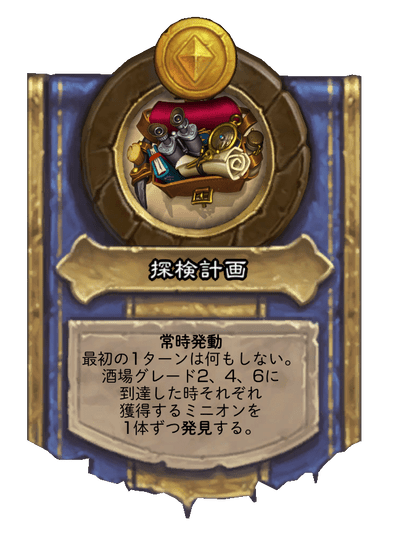 探検計画
常時発動
最初の1ターンは何もしない。
酒場グレード2、4、6に
到達した時それぞれ
獲得するミニオンを
1体ずつ発見する。